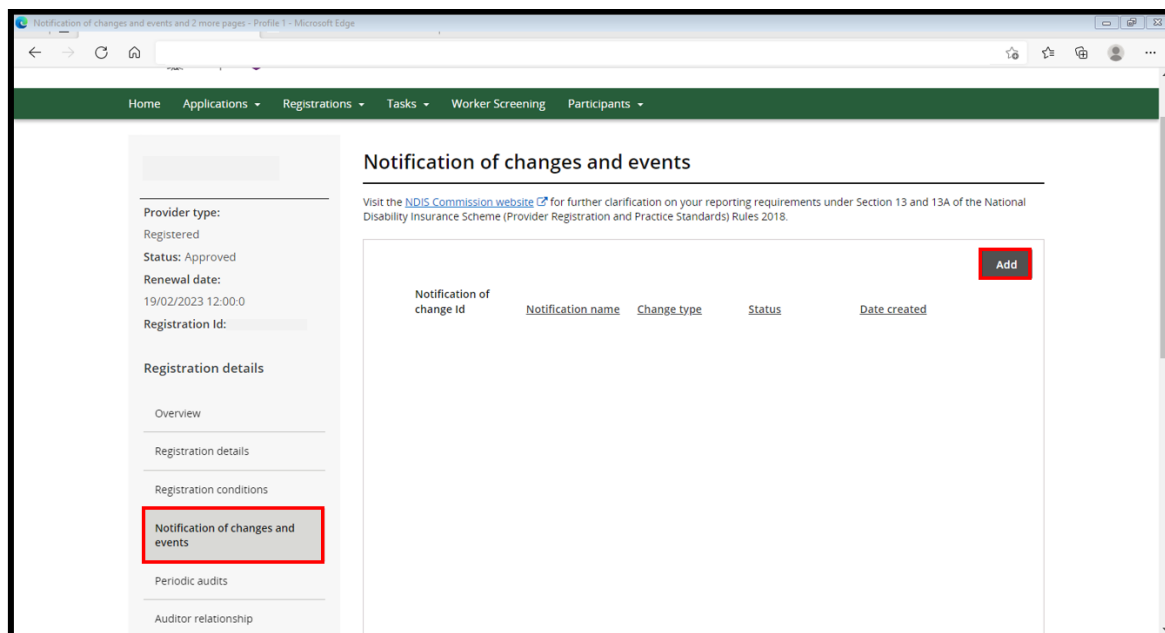 Notification of changes and events and 2 more pages - Profile 1 - Microsoft Edge
Home Applications Registrations Tasks Worker Screening Participants
Provider type:
Registered
Status: Approved
Renewal date:
19/02/2023 12:00:0
Registration Id:
Registration details
Overview
Registration details
Registration conditions
Notification of changes and
events
Periodic audits
Auditor relationship
Notification of changes and events
Visit the NDIS Commission website for further clarification on your reporting requirements under Section 13 and 13A of the National
Disability Insurance Scheme (Provider Registration and Practice Standards) Rules 2018.
Add
Notification of
change Id Notification name Change type Status Date created